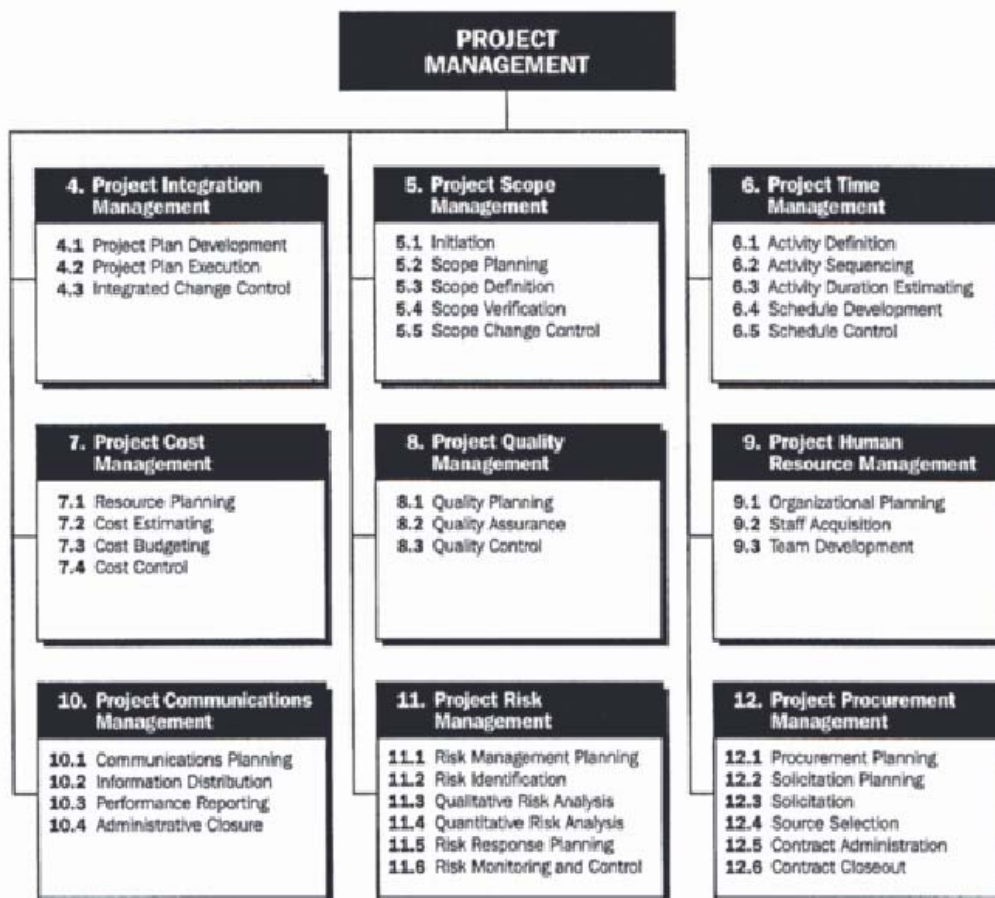 PROJECT
MANAGEMENT
4. Project Integration
Management
4.1 Project Plan Development
4.2 Project Plan Execution
4.3 Integrated Change Control
5. Project Scope
Management
5.1 Initiation
5.2 Scope Planning
5.3 Scope Definition
5.4 Scope Verification
5.5 Scope Change Control
6. Project Time
Management
6.1 Activity Definition
6.2 Activity Sequencing
6.3 Activity Duration Estimating
6.4 Schedule Development
6.5 Schedule Control
7. Project Cost
Management
7.1 Resource Planning
7.2 Cost Estimating
7.3 Cost Budgeting
7.4 Cost Control
8. Project Quality
Management
8.1 Quality Planning
8.2 Quality Assurance
8.3 Quality Control
9. Project Human
Resource Management
9.1 Organizational Planning
9.2 Staff Acquisition
9.3 Team Development
10. Project Communications
Management
10.1 Communications Planning
10.2 Information Distribution
10.3 Performance Reporting
10.4 Administrative Closure
11. Project Risk
Management
11.1 Risk Management Planning
11.2 Risk Identification
11.3 Qualitative Risk Analysis
11.4 Quantitative Risk Analysis
11.5 Risk Response Planning
11.6 Risk Monitoring and Control
12. Project Procurement
Management
12.1 Procurement Planning
12.2 Solicitation Planning
12.3 Solicitation
12.4 Source Selection
12.5 Contract Administration
12.6 Contract Closeout